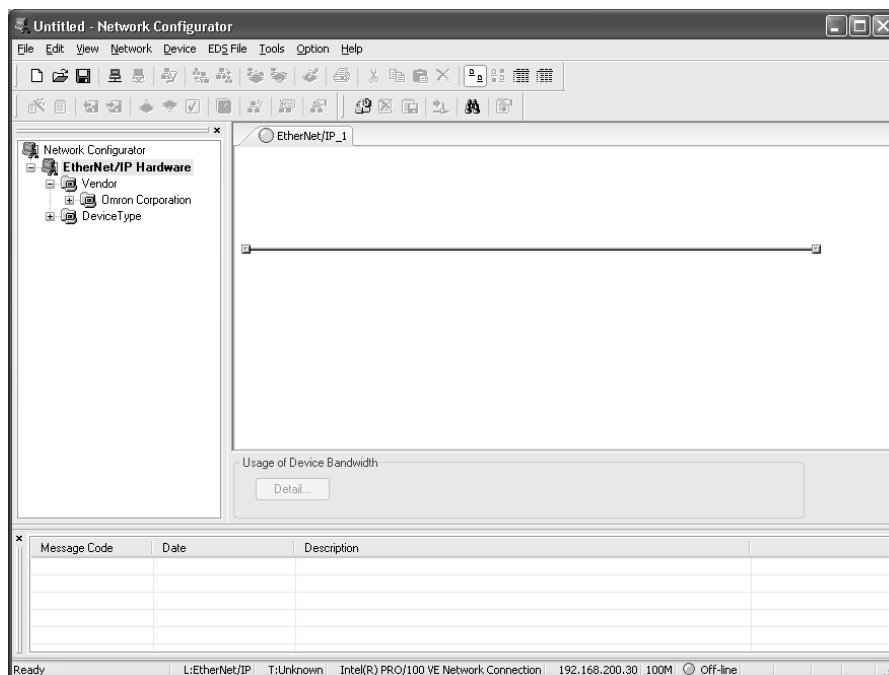 Untitled - Network Configurator
File Edit View Network Device EDS File Tools Option Help
Network Configurator
EtherNet/IP Hardware
Vendor
Omron Corporation
DeviceType
EtherNet/IP_1
Usage of Device Bandwidth
Detail...
Message Code Date Description
Ready L:EtherNet/IP T:Unknown Intel(R) PRO/100 VE Network Connection 192.168.200.30 100M Off-line